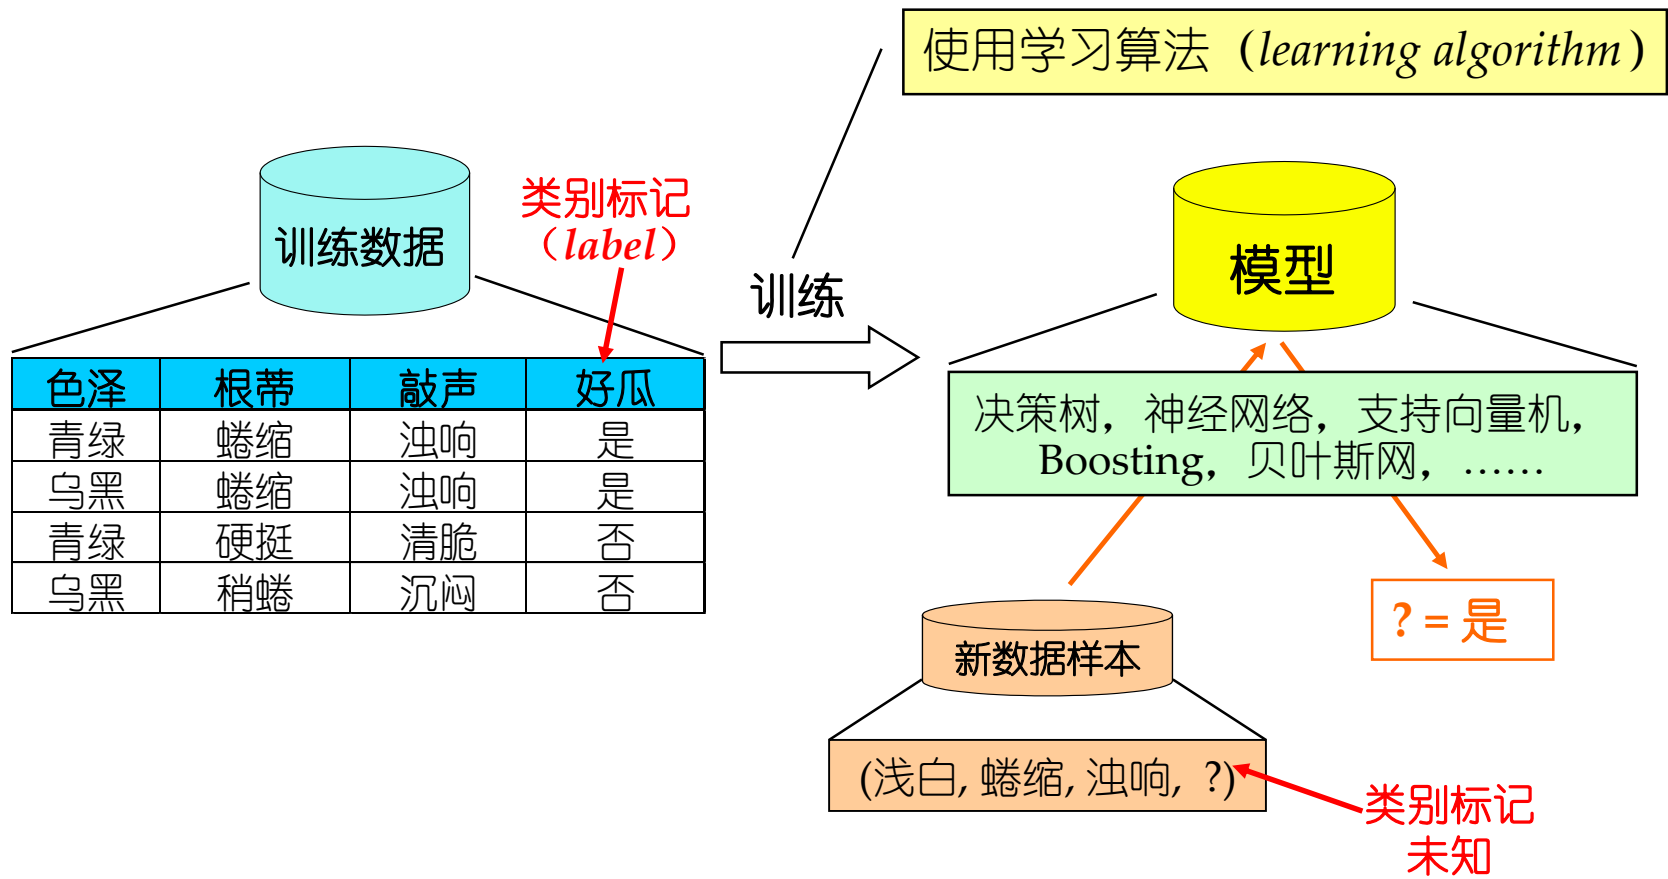 使用学习算法（learning algorithm）
训练数据
类别标记
（label）
训练
模型
色泽 根蒂 敲声 好瓜
青绿 蜷缩 浊响 是
乌黑 蜷缩 浊响 是
青绿 硬挺 清脆 否
乌黑 稍蜷 沉闷 否
决策树，神经网络，支持向量机，
Boosting，贝叶斯网，……
? = 是
新数据样本
(浅白, 蜷缩, 浊响, ?)
类别标记
未知